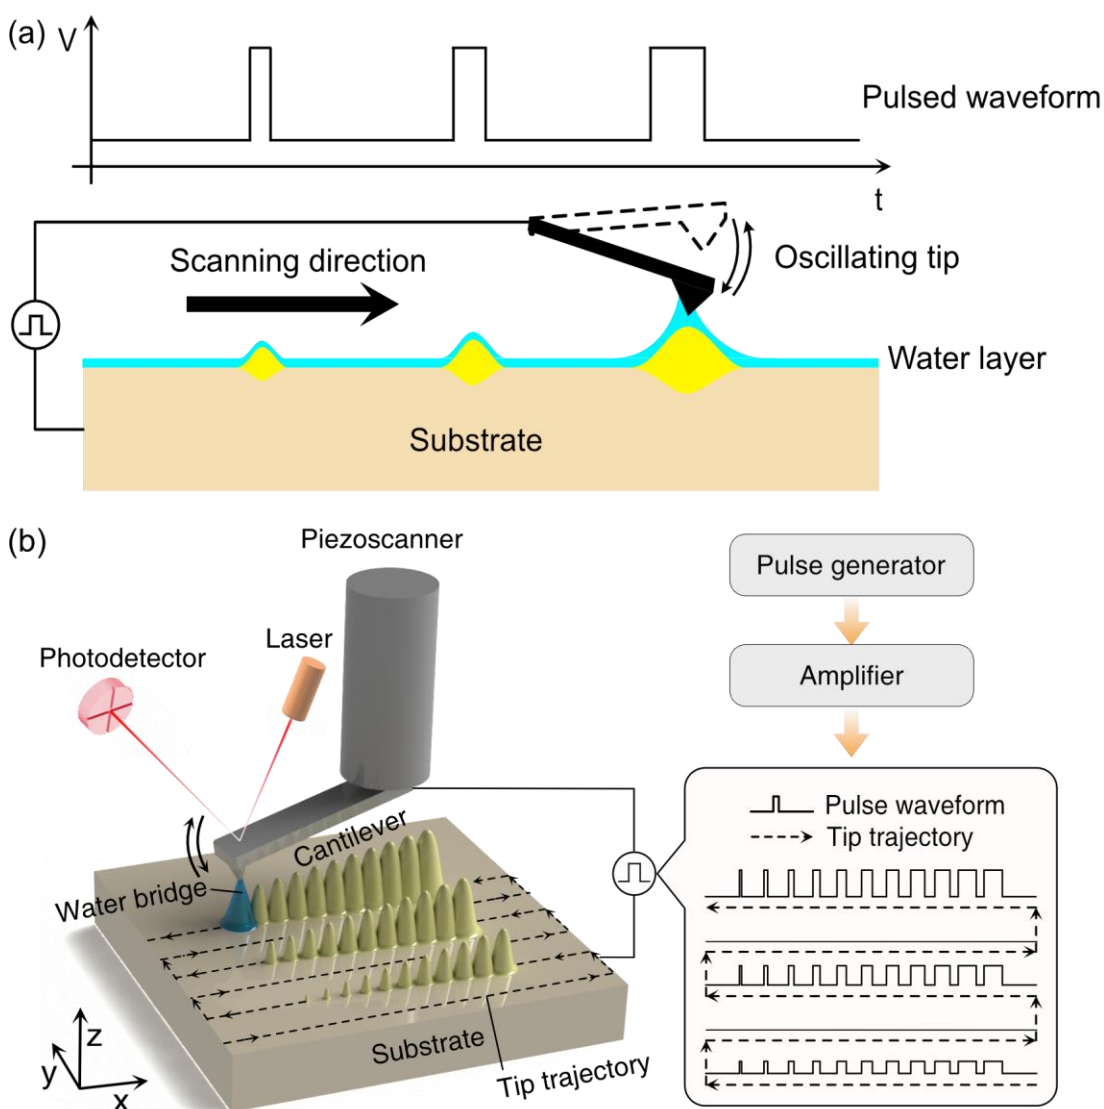 (a)
V
Pulsed waveform
t
Scanning direction
Oscillating tip
Water layer
Substrate
(b)
Piezoscanner
Pulse generator
Laser
Photodetector
Amplifier
Pulse waveform
Tip trajectory
Cantilever
Water bridge
Substrate
Tip trajectory
z
y
x